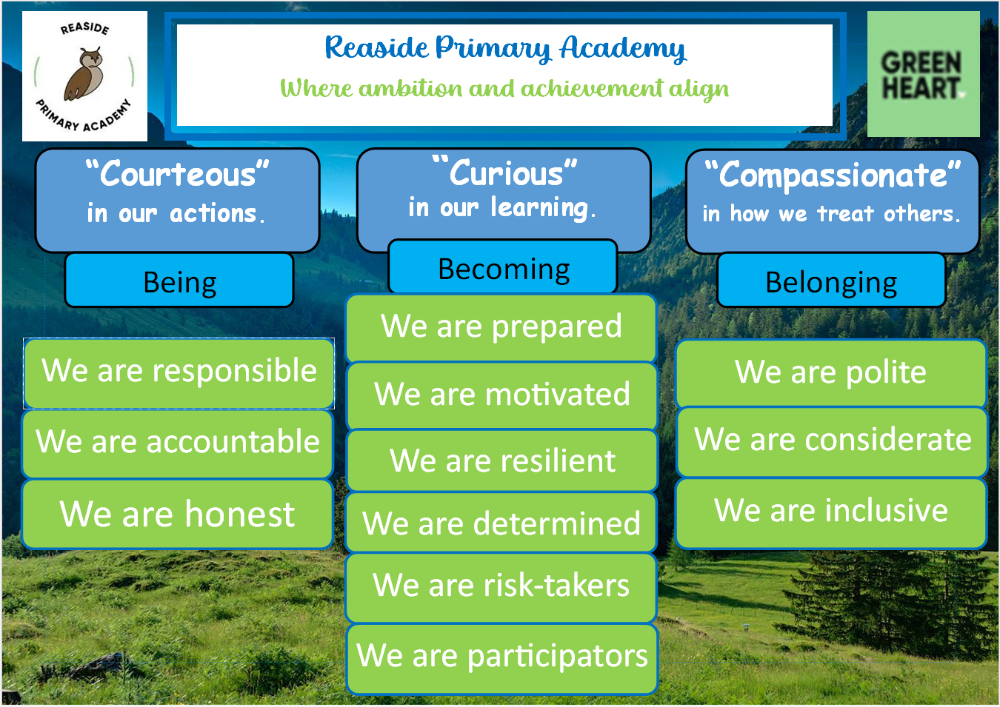 REASIDE
PRIMARY ACADEMY
Reaside Primary Academy
Where ambition and achievement align
GREEN
HEART
“Courteous”
in our actions.
Being
We are responsible
We are accountable
We are honest
“Curious”
in our learning.
Becoming
We are prepared
We are motivated
We are resilient
We are determined
We are risk-takers
We are participators
“Compassionate”
in how we treat others.
Belonging
We are polite
We are considerate
We are inclusive